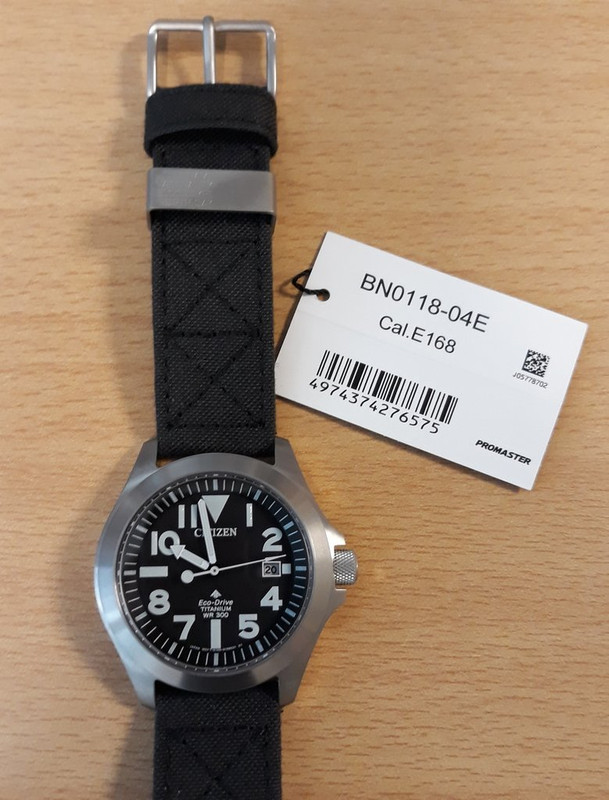 BN0118-04E
Cal.E168
J05778702
4974374276575
PROMASTER
11 1
CITIZEN
10 2
20
8 4
Eco-Drive
TITANIUM
WR 300
7 5